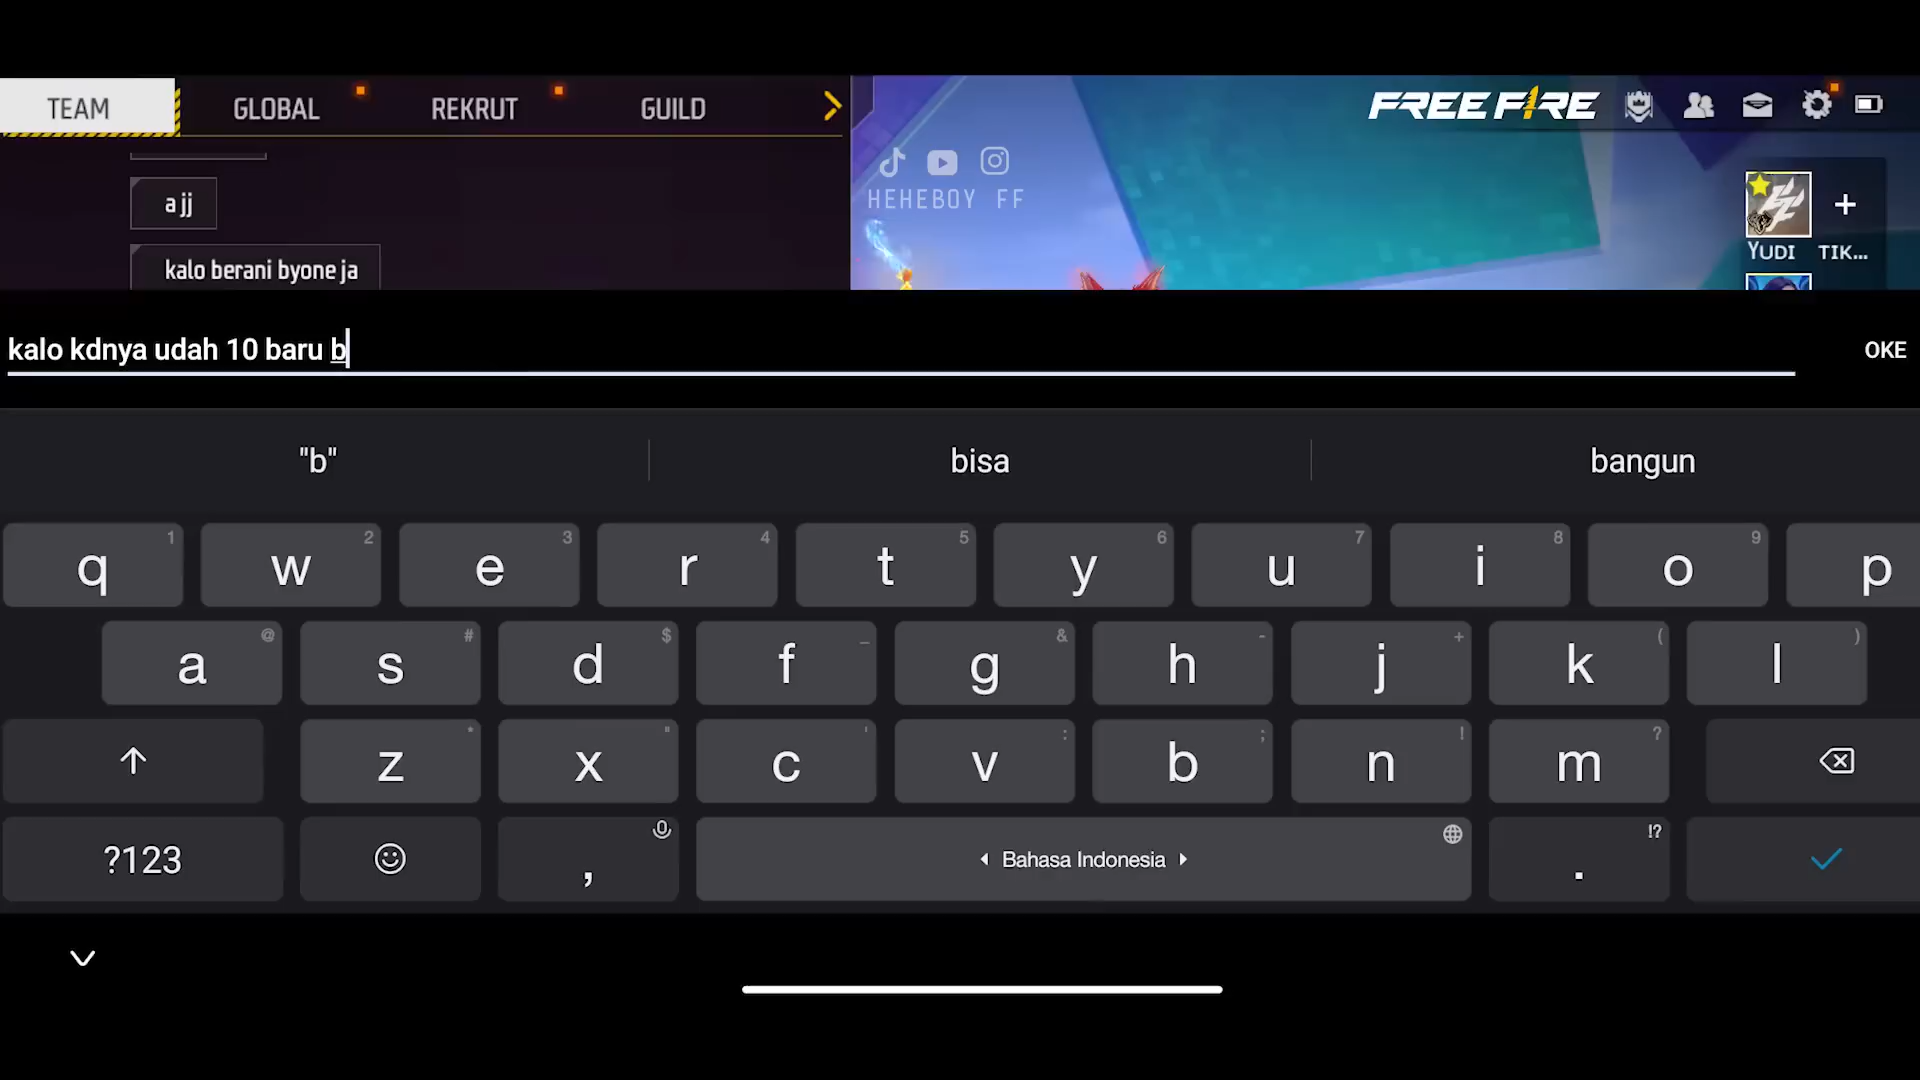 TEAM
GLOBAL
REKRUT
GUILD
FREE FIRE
HEHEBOY FF
a jj
YUDI
TIK...
kalo berani byone ja
kalo kdnya udah 10 baru b
OKE
"b"
bisa
bangun
q 1 w 2 e 3 r 4 t 5 y 6 u 7 i 8 o 9 p
a @ s # d $ f _ g & h - j + k ( l )
z * x " c ' v : b ; n ! m ?
?123 , Bahasa Indonesia . !?